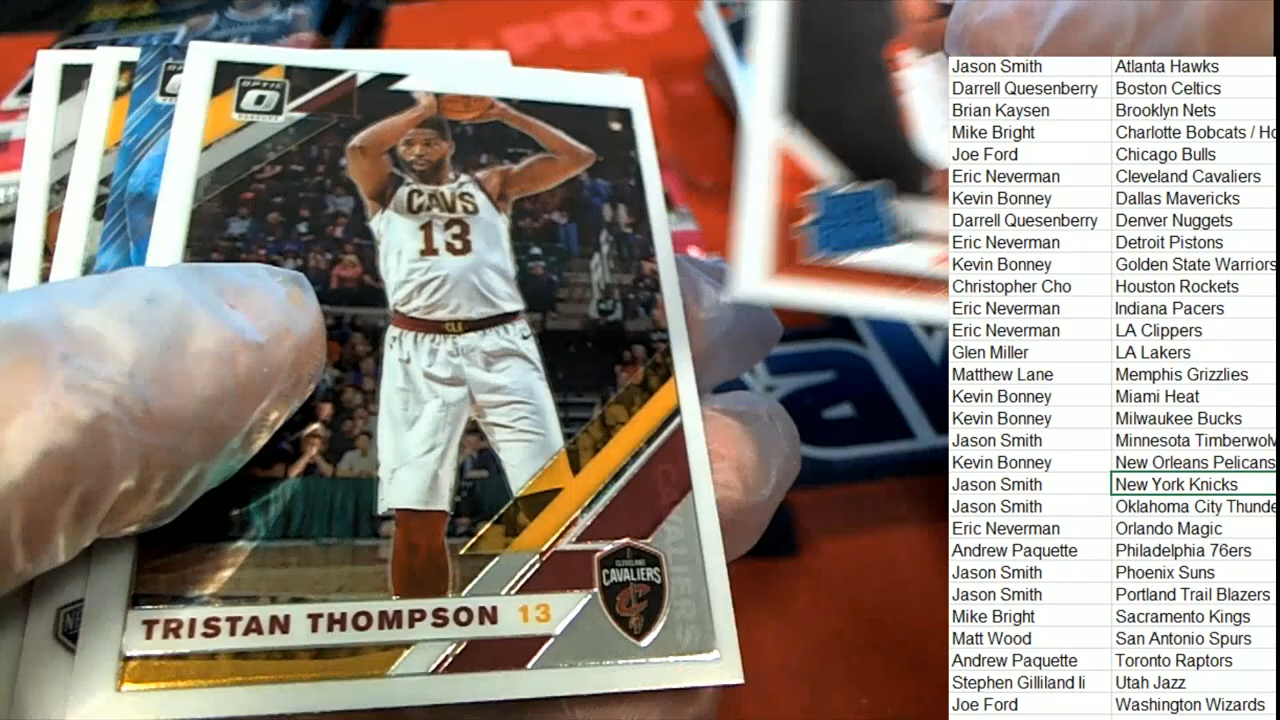 PRO
OPTIC
DONRUSS
CAVS
13
CLE
CLEVELAND
CAVALIERS
TRISTAN THOMPSON 13
Jason Smith Atlanta Hawks
Darrell Quesenberry Boston Celtics
Brian Kaysen Brooklyn Nets
Mike Bright Charlotte Bobcats / Ho
Joe Ford Chicago Bulls
Eric Neverman Cleveland Cavaliers
Kevin Bonney Dallas Mavericks
Darrell Quesenberry Denver Nuggets
Eric Neverman Detroit Pistons
Kevin Bonney Golden State Warriors
Christopher Cho Houston Rockets
Eric Neverman Indiana Pacers
Eric Neverman LA Clippers
Glen Miller LA Lakers
Matthew Lane Memphis Grizzlies
Kevin Bonney Miami Heat
Kevin Bonney Milwaukee Bucks
Jason Smith Minnesota Timberwolv
Kevin Bonney New Orleans Pelicans
Jason Smith New York Knicks
Jason Smith Oklahoma City Thunde
Eric Neverman Orlando Magic
Andrew Paquette Philadelphia 76ers
Jason Smith Phoenix Suns
Jason Smith Portland Trail Blazers
Mike Bright Sacramento Kings
Matt Wood San Antonio Spurs
Andrew Paquette Toronto Raptors
Stephen Gilliland Ii Utah Jazz
Joe Ford Washington Wizards